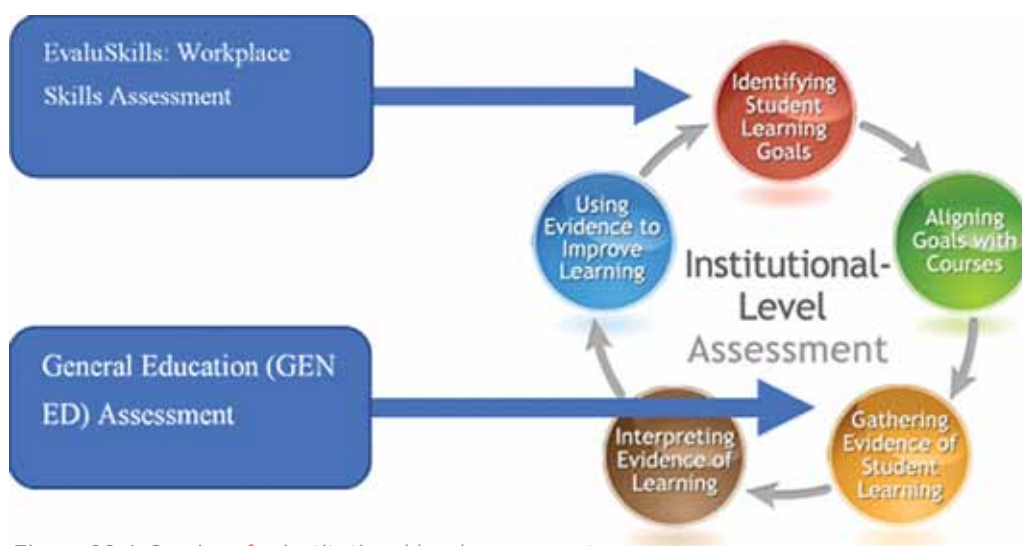 EvaluSkills: Workplace
Skills Assessment
Identifying
Student
Learning
Goals
Using
Evidence to
Improve
Learning
Aligning
Goals with
Courses
Institutional-
Level
Assessment
General Education (GEN
ED) Assessment
Interpreting
Evidence of
Learning
Gathering
Evidence of
Student
Learning